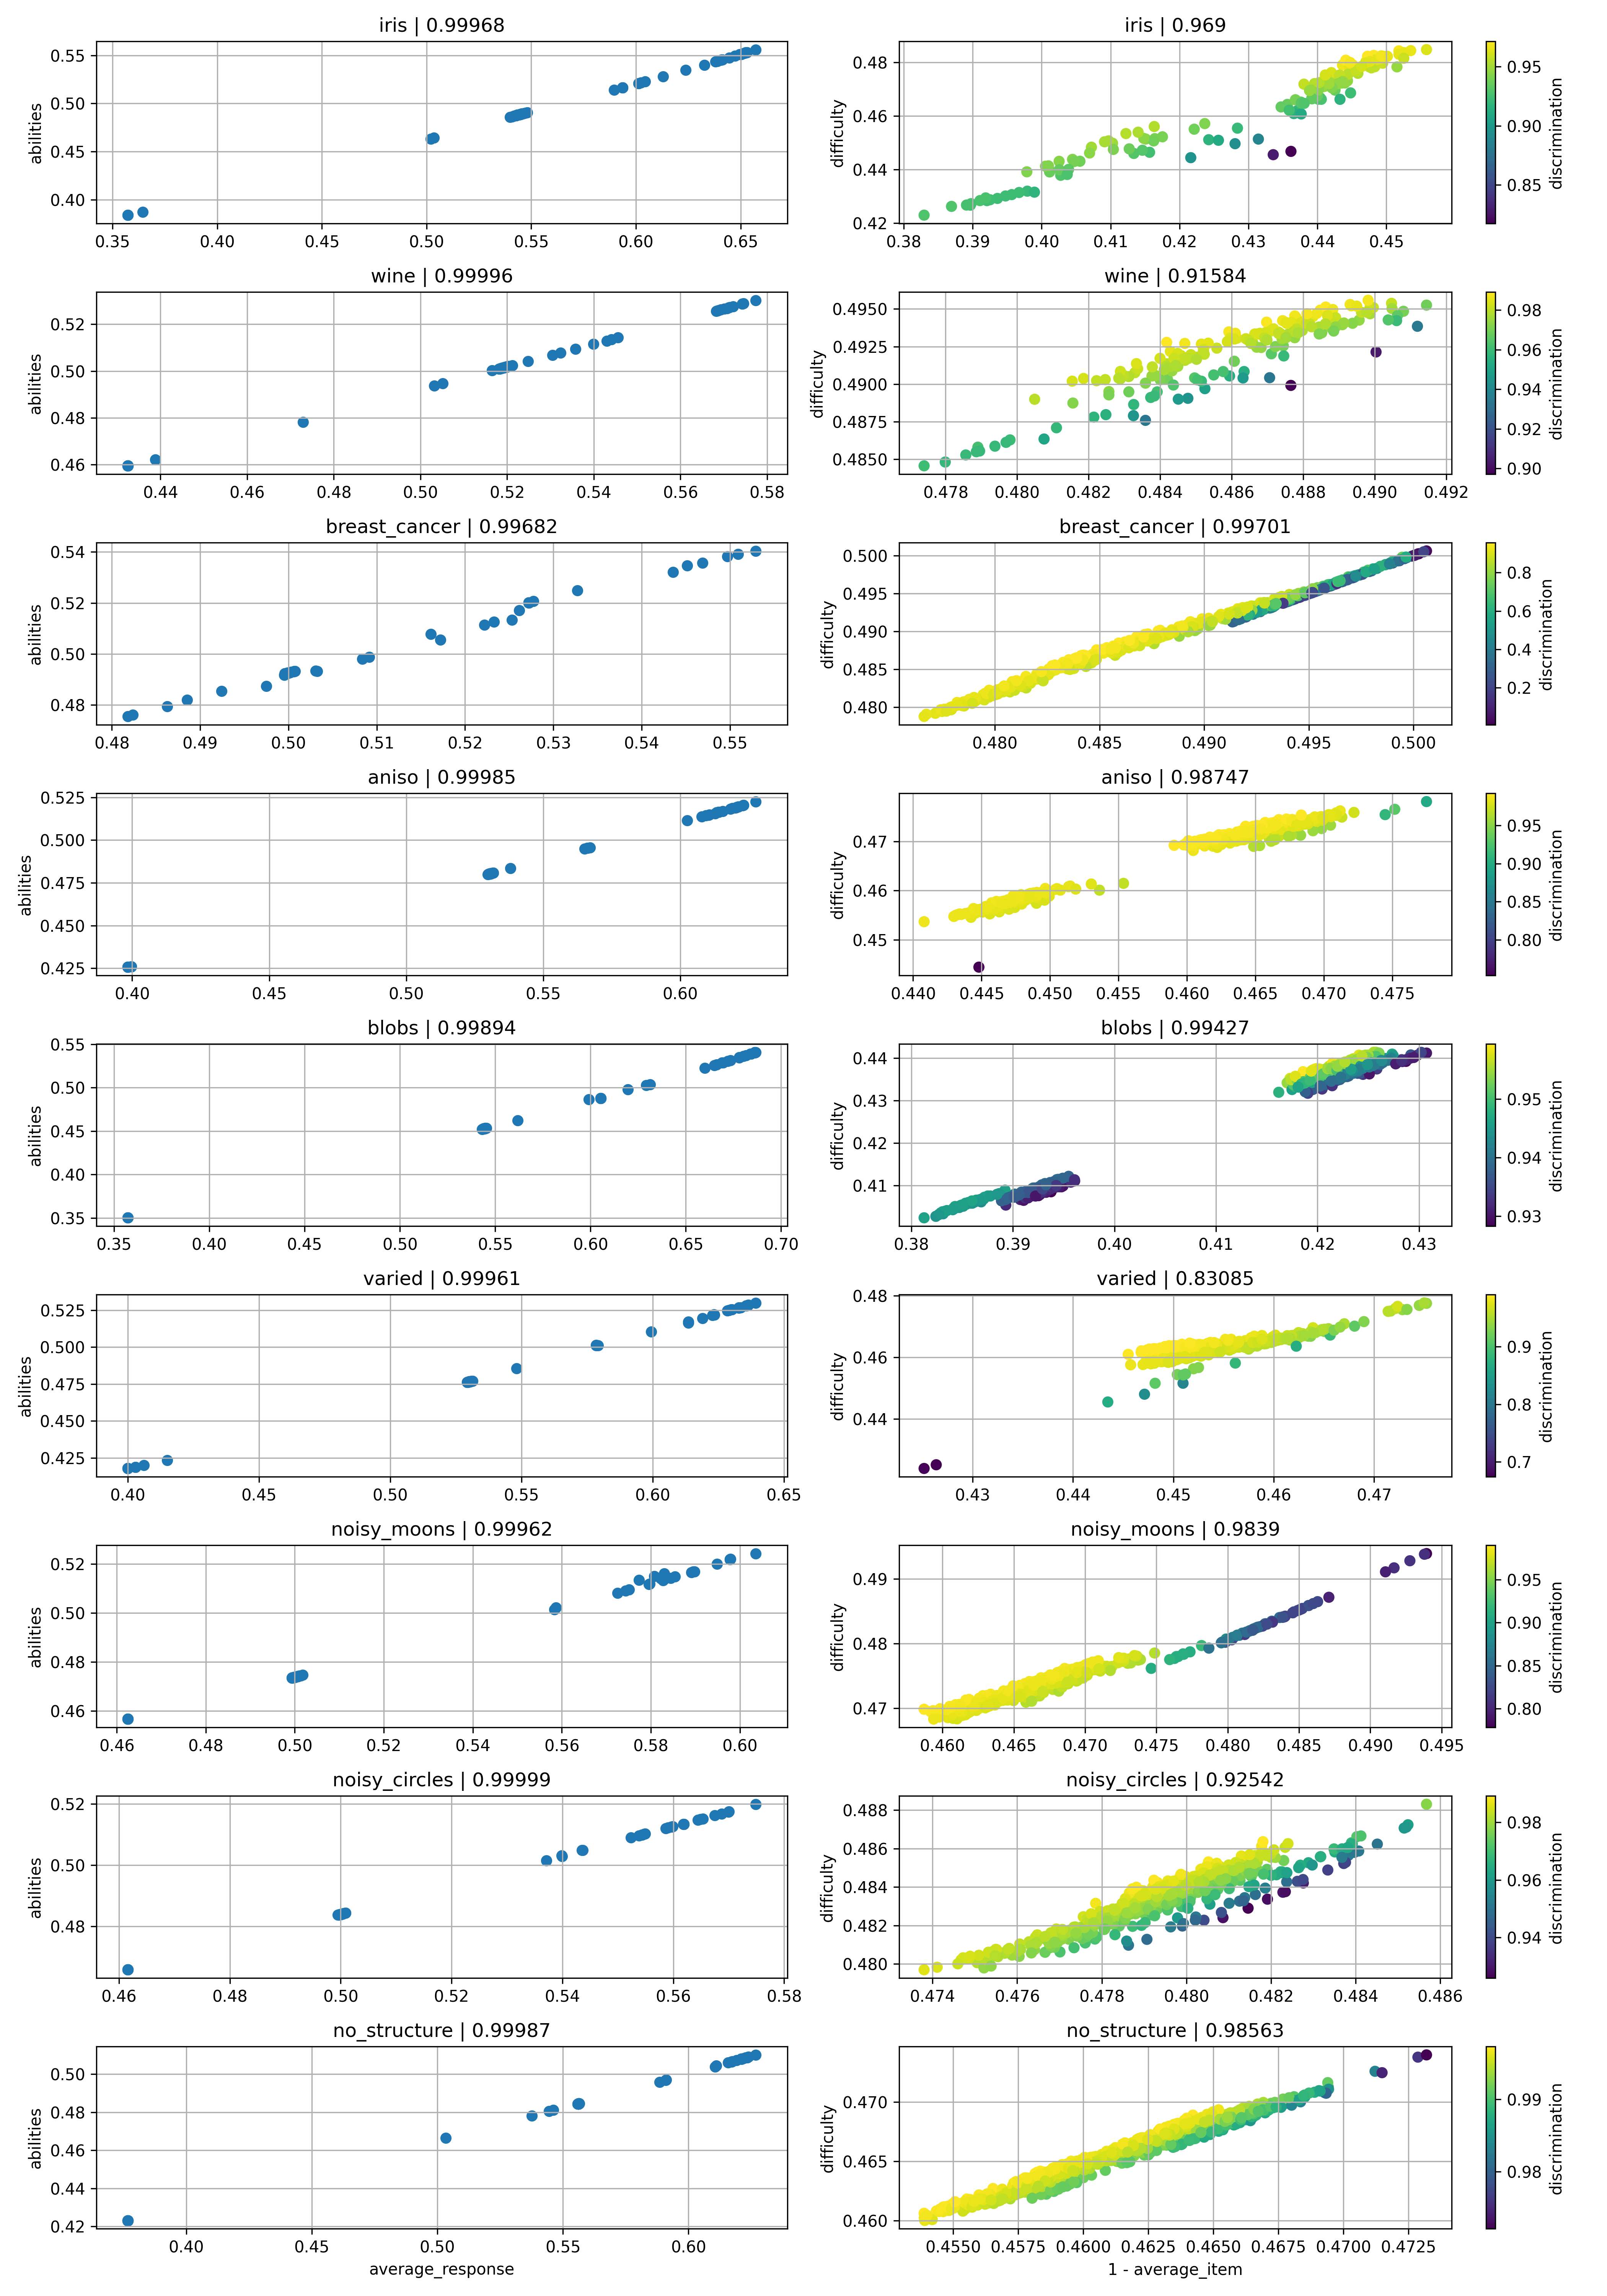 iris | 0.99968
abilities
0.55
0.50
0.45
0.40
0.35 0.40 0.45 0.50 0.55 0.60 0.65
iris | 0.969
difficulty
0.48
0.46
0.44
0.42
0.38 0.39 0.40 0.41 0.42 0.43 0.44 0.45
0.95
0.90
0.85
discrimination
wine | 0.99996
abilities
0.52
0.50
0.48
0.46
0.44 0.46 0.48 0.50 0.52 0.54 0.56 0.58
wine | 0.91584
difficulty
0.4950
0.4925
0.4900
0.4875
0.4850
0.478 0.480 0.482 0.484 0.486 0.488 0.490 0.492
0.98
0.96
0.94
0.92
0.90
discrimination
breast_cancer | 0.99682
abilities
0.54
0.52
0.50
0.48
0.48 0.49 0.50 0.51 0.52 0.53 0.54 0.55
breast_cancer | 0.99701
difficulty
0.500
0.495
0.490
0.485
0.480
0.480 0.485 0.490 0.495 0.500
0.8
0.6
0.4
0.2
discrimination
aniso | 0.99985
abilities
0.525
0.500
0.475
0.450
0.425
0.40 0.45 0.50 0.55 0.60
aniso | 0.98747
difficulty
0.47
0.46
0.45
0.440 0.445 0.450 0.455 0.460 0.465 0.470 0.475
0.95
0.90
0.85
0.80
discrimination
blobs | 0.99894
abilities
0.55
0.50
0.45
0.40
0.35
0.35 0.40 0.45 0.50 0.55 0.60 0.65 0.70
blobs | 0.99427
difficulty
0.44
0.43
0.42
0.41
0.38 0.39 0.40 0.41 0.42 0.43
0.95
0.94
0.93
discrimination
varied | 0.99961
abilities
0.525
0.500
0.475
0.450
0.425
0.40 0.45 0.50 0.55 0.60 0.65
varied | 0.83085
difficulty
0.48
0.46
0.44
0.43 0.44 0.45 0.46 0.47
0.9
0.8
0.7
discrimination
noisy_moons | 0.99962
abilities
0.52
0.50
0.48
0.46
0.46 0.48 0.50 0.52 0.54 0.56 0.58 0.60
noisy_moons | 0.9839
difficulty
0.49
0.48
0.47
0.460 0.465 0.470 0.475 0.480 0.485 0.490 0.495
0.95
0.90
0.85
0.80
discrimination
noisy_circles | 0.99999
abilities
0.52
0.50
0.48
0.46 0.48 0.50 0.52 0.54 0.56 0.58
noisy_circles | 0.92542
difficulty
0.488
0.486
0.484
0.482
0.480
0.474 0.476 0.478 0.480 0.482 0.484 0.486
0.98
0.96
0.94
discrimination
no_structure | 0.99987
abilities
0.50
0.48
0.46
0.44
0.42
0.40 0.45 0.50 0.55 0.60
average_response
no_structure | 0.98563
difficulty
0.470
0.465
0.460
0.4550 0.4575 0.4600 0.4625 0.4650 0.4675 0.4700 0.4725
1 - average_item
0.99
0.98
discrimination